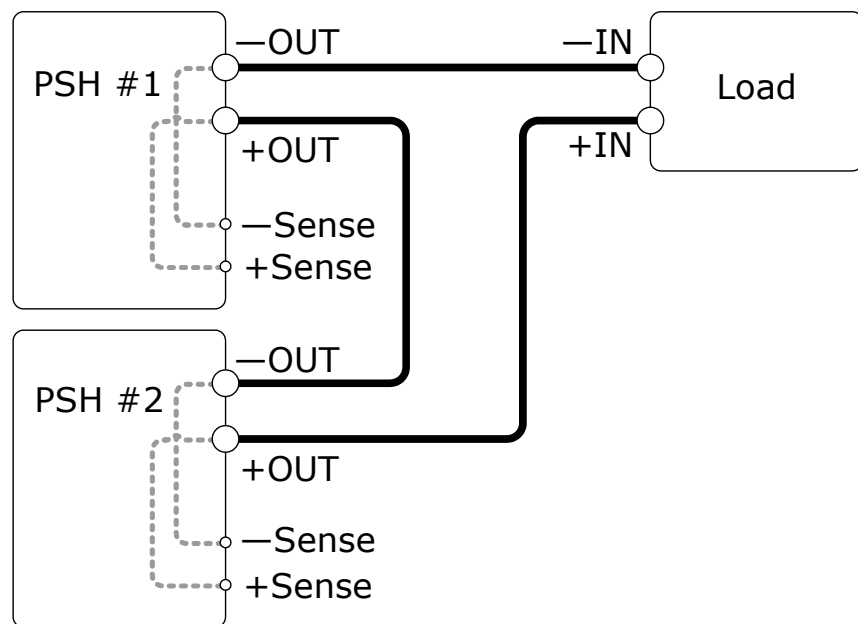 —OUT
—IN
PSH #1
Load
+OUT
+IN
—Sense
+Sense
—OUT
PSH #2
+OUT
—Sense
+Sense